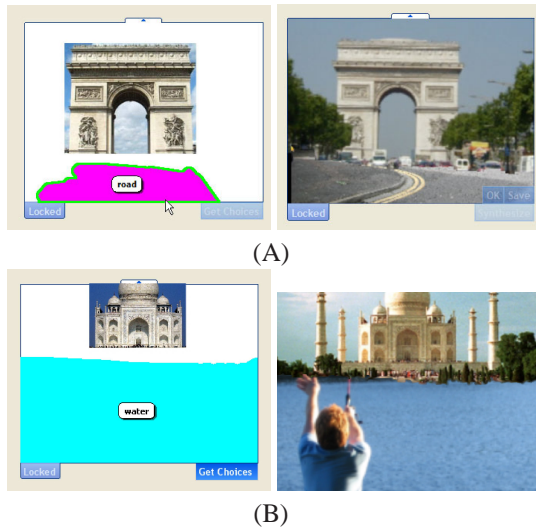 road
Locked
Get Choices
OK Save
Locked
Synthesize
(A)
water
Locked
Get Choices
(B)